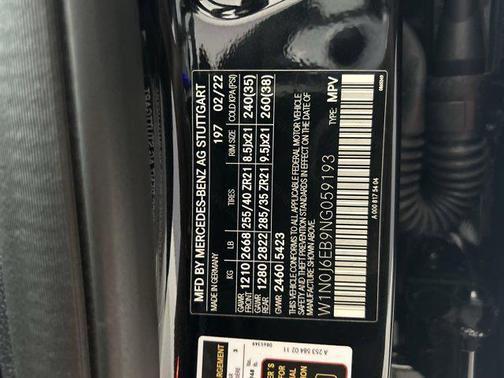 MFD BY MERCEDES-BENZ AG STUTTGART
MADE IN GERMANY 197 02/22
KG LB RIM SIZE COLD KPA(PSI)
GAWR FRONT 1210 2668 255/40 ZR21 8.5Jx21 240(35)
GAWR REAR 1280 2822 285/35 ZR21 9.5Jx21 260(38)
GVWR 2460 5423
THIS VEHICLE CONFORMS TO ALL APPLICABLE FEDERAL MOTOR VEHICLE
SAFETY AND THEFT PREVENTION STANDARDS IN EFFECT ON THE DATE OF
MANUFACTURE SHOWN ABOVE.
W1N0J6EB9NG059193 TYPE: MPV
A 000 817 54 04
A 253 584 02 11